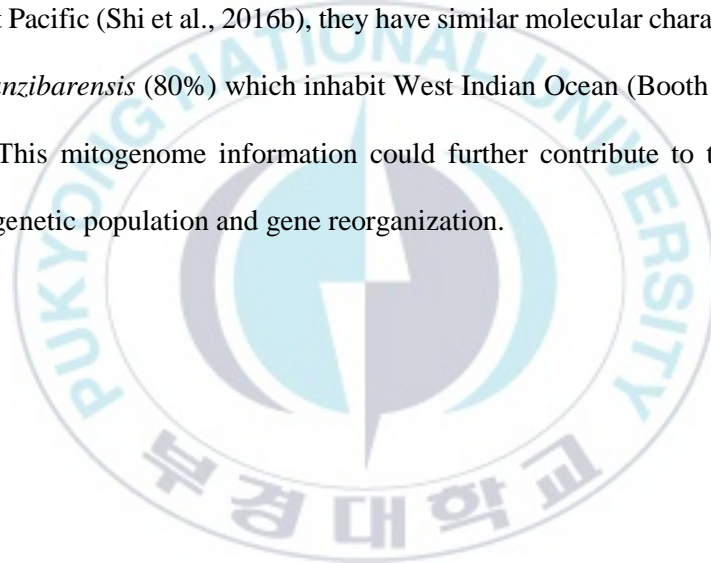 t Pacific (Shi et al., 2016b), they have similar molecular chara
nzibarensis (80%) which inhabit West Indian Ocean (Booth
This mitogenome information could further contribute to t
genetic population and gene reorganization.
PUKYONG NATIONAL UNIVERSITY
부경대학교